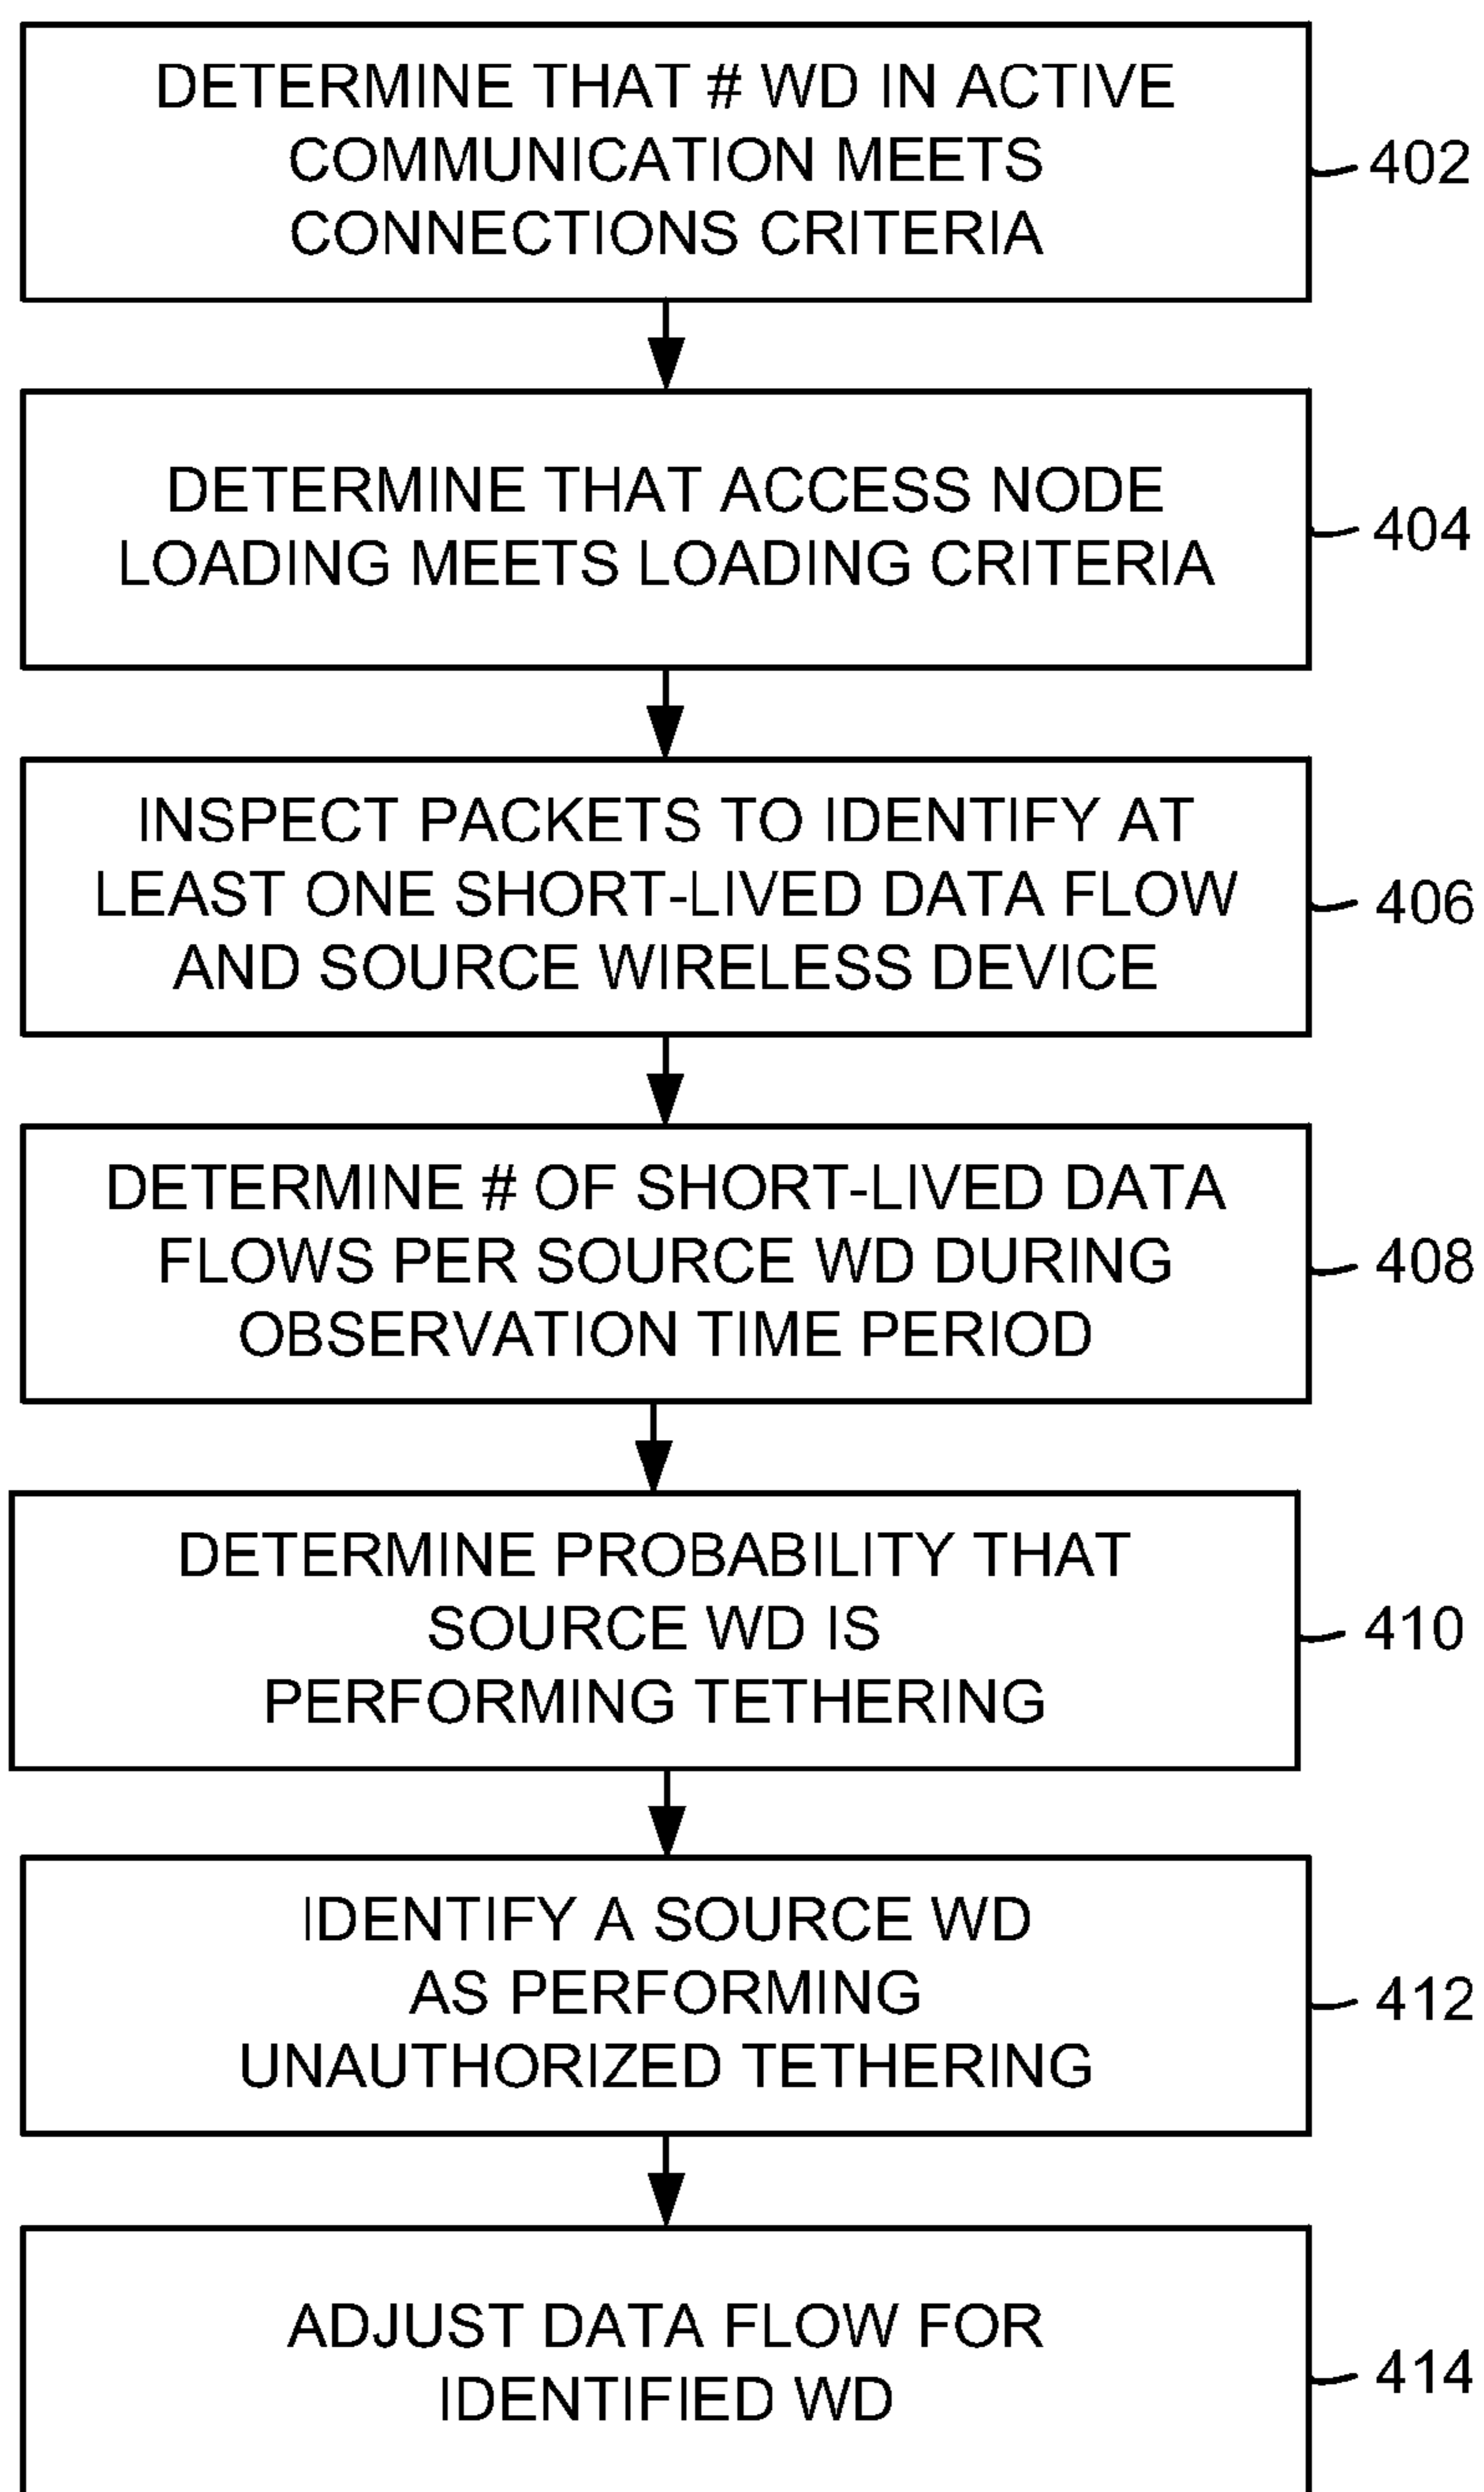 DETERMINE THAT # WD IN ACTIVE
COMMUNICATION MEETS
CONNECTIONS CRITERIA
402
DETERMINE THAT ACCESS NODE
LOADING MEETS LOADING CRITERIA
404
INSPECT PACKETS TO IDENTIFY AT
LEAST ONE SHORT-LIVED DATA FLOW
AND SOURCE WIRELESS DEVICE
406
DETERMINE # OF SHORT-LIVED DATA
FLOWS PER SOURCE WD DURING
OBSERVATION TIME PERIOD
408
DETERMINE PROBABILITY THAT
SOURCE WD IS
PERFORMING TETHERING
410
IDENTIFY A SOURCE WD
AS PERFORMING
UNAUTHORIZED TETHERING
412
ADJUST DATA FLOW FOR
IDENTIFIED WD
414